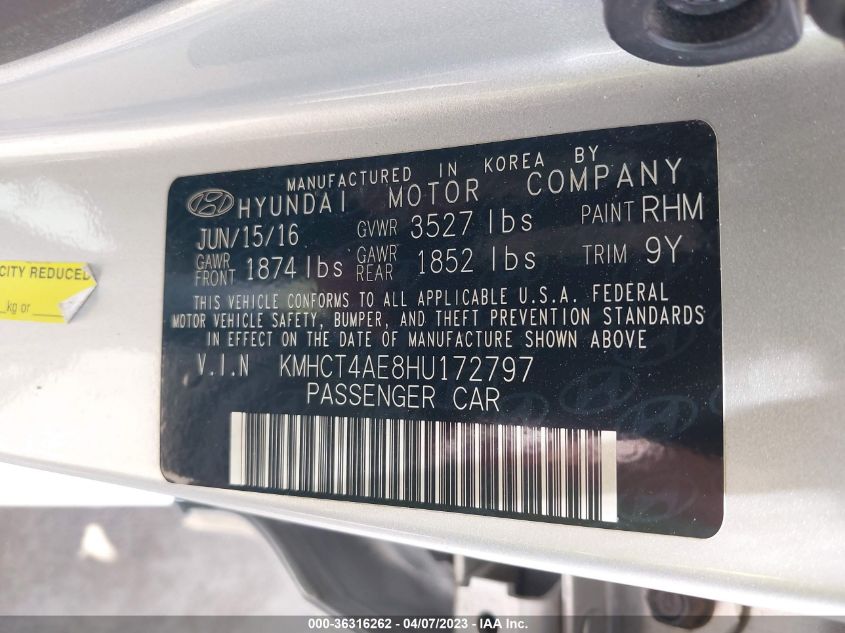 MANUFACTURED IN KOREA BY
HYUNDAI MOTOR COMPANY
JUN/15/16 GVWR 3527 lbs PAINT RHM
GAWR FRONT 1874 lbs GAWR REAR 1852 lbs TRIM 9Y
THIS VEHICLE CONFORMS TO ALL APPLICABLE U.S.A. FEDERAL
MOTOR VEHICLE SAFETY, BUMPER, AND THEFT PREVENTION STANDARDS
IN EFFECT ON THE DATE OF MANUFACTURE SHOWN ABOVE
V.I.N KMHCT4AE8HU172797
PASSENGER CAR
CITY REDUCED
kg or
000-36316262 - 04/07/2023 - IAA Inc.